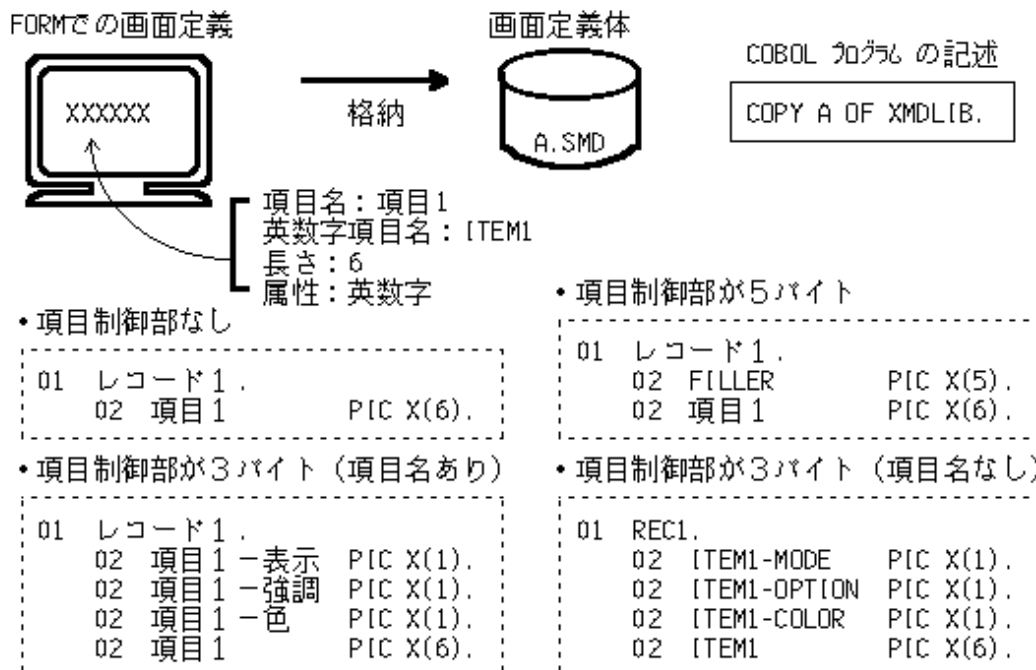 FORMでの画面定義
画面定義体
COBOL プログラム の記述
XXXXXX
格納
A.SMD
COPY A OF XMDLIB.
項目名：項目1
英数字項目名：ITEM1
長さ：6
属性：英数字
・項目制御部なし
01 レコード1.
02 項目1 PIC X(6).
・項目制御部が5バイト
01 レコード1.
02 FILLER PIC X(5).
02 項目1 PIC X(6).
・項目制御部が3バイト（項目名あり）
01 レコード1.
02 項目1－表示 PIC X(1).
02 項目1－強調 PIC X(1).
02 項目1－色 PIC X(1).
02 項目1 PIC X(6).
・項目制御部が3バイト（項目名なし）
01 REC1.
02 ITEM1-MODE PIC X(1).
02 ITEM1-OPTION PIC X(1).
02 ITEM1-COLOR PIC X(1).
02 ITEM1 PIC X(6).